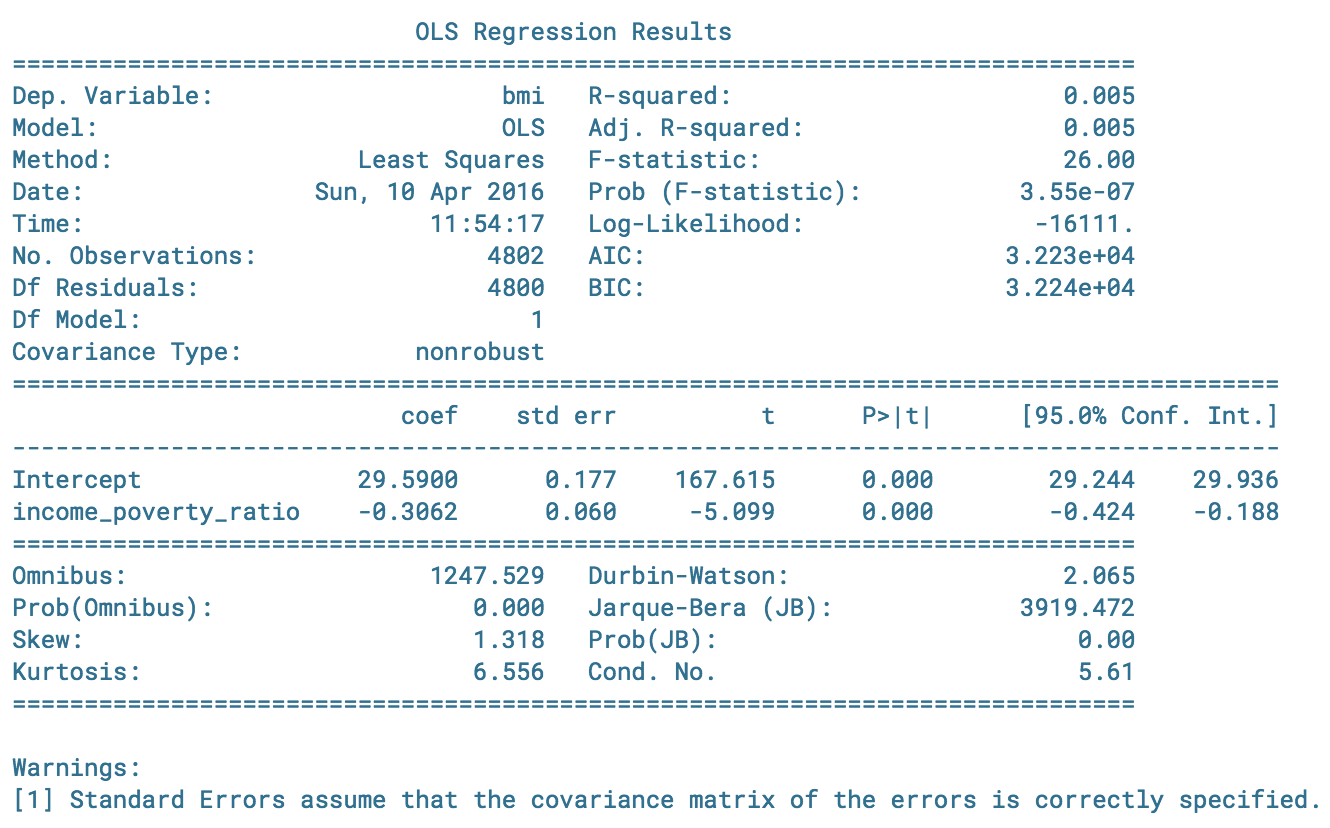 OLS Regression Results
==============================================================================
Dep. Variable:                    bmi   R-squared:                       0.005
Model:                            OLS   Adj. R-squared:                  0.005
Method:                 Least Squares   F-statistic:                     26.00
Date:                Sun, 10 Apr 2016   Prob (F-statistic):           3.55e-07
Time:                        11:54:17   Log-Likelihood:                -16111.
No. Observations:                4802   AIC:                         3.223e+04
Df Residuals:                    4800   BIC:                         3.224e+04
Df Model:                           1
Covariance Type:            nonrobust
========================================================================================
                           coef    std err          t      P>|t|      [95.0% Conf. Int.]
----------------------------------------------------------------------------------------
Intercept               29.5900      0.177    167.615      0.000        29.244    29.936
income_poverty_ratio    -0.3062      0.060     -5.099      0.000        -0.424    -0.188
==============================================================================
Omnibus:                     1247.529   Durbin-Watson:                   2.065
Prob(Omnibus):                  0.000   Jarque-Bera (JB):             3919.472
Skew:                           1.318   Prob(JB):                         0.00
Kurtosis:                       6.556   Cond. No.                         5.61
==============================================================================
Warnings:
[1] Standard Errors assume that the covariance matrix of the errors is correctly specified.